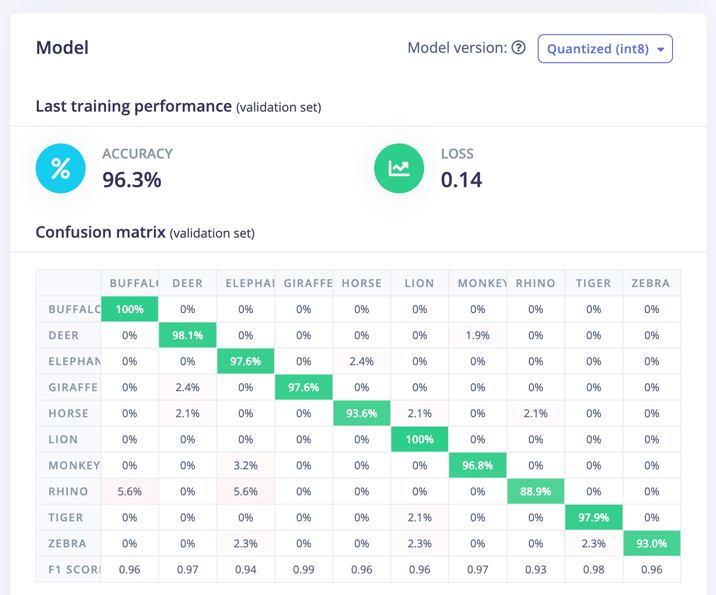 Model
Model version: ? Quantized (int8)
Last training performance (validation set)
% ACCURACY
96.3%
LOSS
0.14
Confusion matrix (validation set)
BUFFALO DEER ELEPHAI GIRAFFE HORSE LION MONKEY RHINO TIGER ZEBRA
BUFFALO 100% 0% 0% 0% 0% 0% 0% 0% 0% 0%
DEER 0% 98.1% 0% 0% 0% 0% 1.9% 0% 0% 0%
ELEPHAN 0% 0% 97.6% 0% 2.4% 0% 0% 0% 0% 0%
GIRAFFE 0% 2.4% 0% 97.6% 0% 0% 0% 0% 0% 0%
HORSE 0% 2.1% 0% 0% 93.6% 2.1% 0% 2.1% 0% 0%
LION 0% 0% 0% 0% 0% 100% 0% 0% 0% 0%
MONKEY 0% 0% 3.2% 0% 0% 0% 96.8% 0% 0% 0%
RHINO 5.6% 0% 5.6% 0% 0% 0% 0% 88.9% 0% 0%
TIGER 0% 0% 0% 0% 0% 2.1% 0% 0% 97.9% 0%
ZEBRA 0% 0% 2.3% 0% 0% 2.3% 0% 0% 2.3% 93.0%
F1 SCORE 0.96 0.97 0.94 0.99 0.96 0.96 0.97 0.93 0.98 0.96